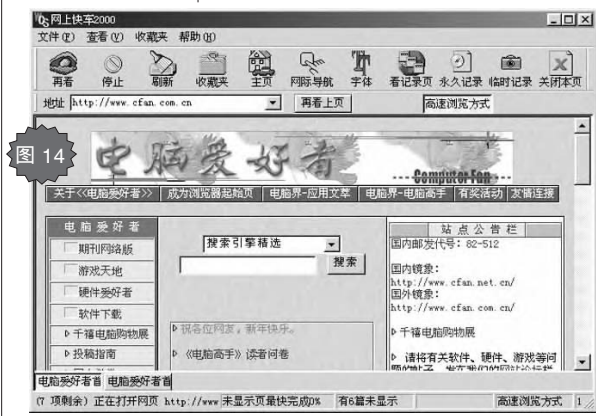 网上快车2000
文件(F) 查看(V) 收藏夹 帮助(H)
再看 停止 刷新 收藏夹 主页 网际导航 字体 看记录页 永久记录 临时记录 关闭本页
地址 http://www.cfan.com.cn 再看上页 高速浏览方式
图 14
电脑爱好者
ComputerFan
关于<<电脑爱好者>> 成为浏览器起始页 电脑界-应用文萃 电脑界-电脑高手 有奖活动 友情连接
电脑爱好者
期刊网络版
游戏天地
硬件爱好者
软件下载
千禧电脑购物展
投稿指南
搜索引擎精选
搜索
祝各位网友，新年快乐。
《电脑高手》读者问卷
站点公告栏
国内邮发代号: 82-512
国内镜象:
http://www.cfan.net.cn/
国外镜象:
http://www.cfan.com.cn/
千禧电脑购物展
请将有关软件、硬件、游戏等问
电脑爱好者首 电脑爱好者首
(7 项剩余) 正在打开网页 http://www 未显示页最快完成0% 有6篇未显示 高速浏览方式 1